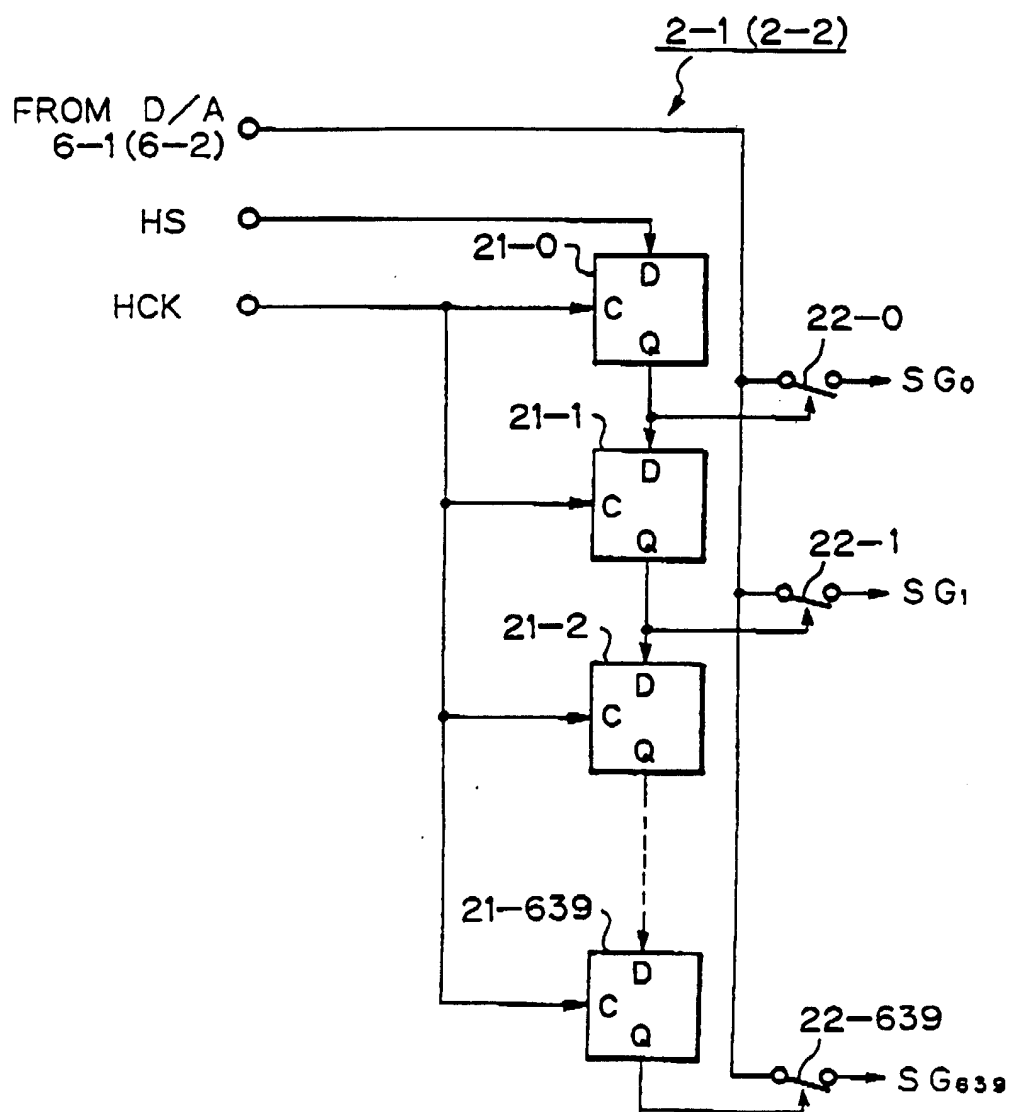 2-1 (2-2)
FROM D/A
6-1 (6-2)
HS
21-0
D
HCK
C
22-0
Q
SG0
21-1
D
C
Q
22-1
SG1
21-2
D
C
Q
21-639
D
C
22-639
Q
SG639